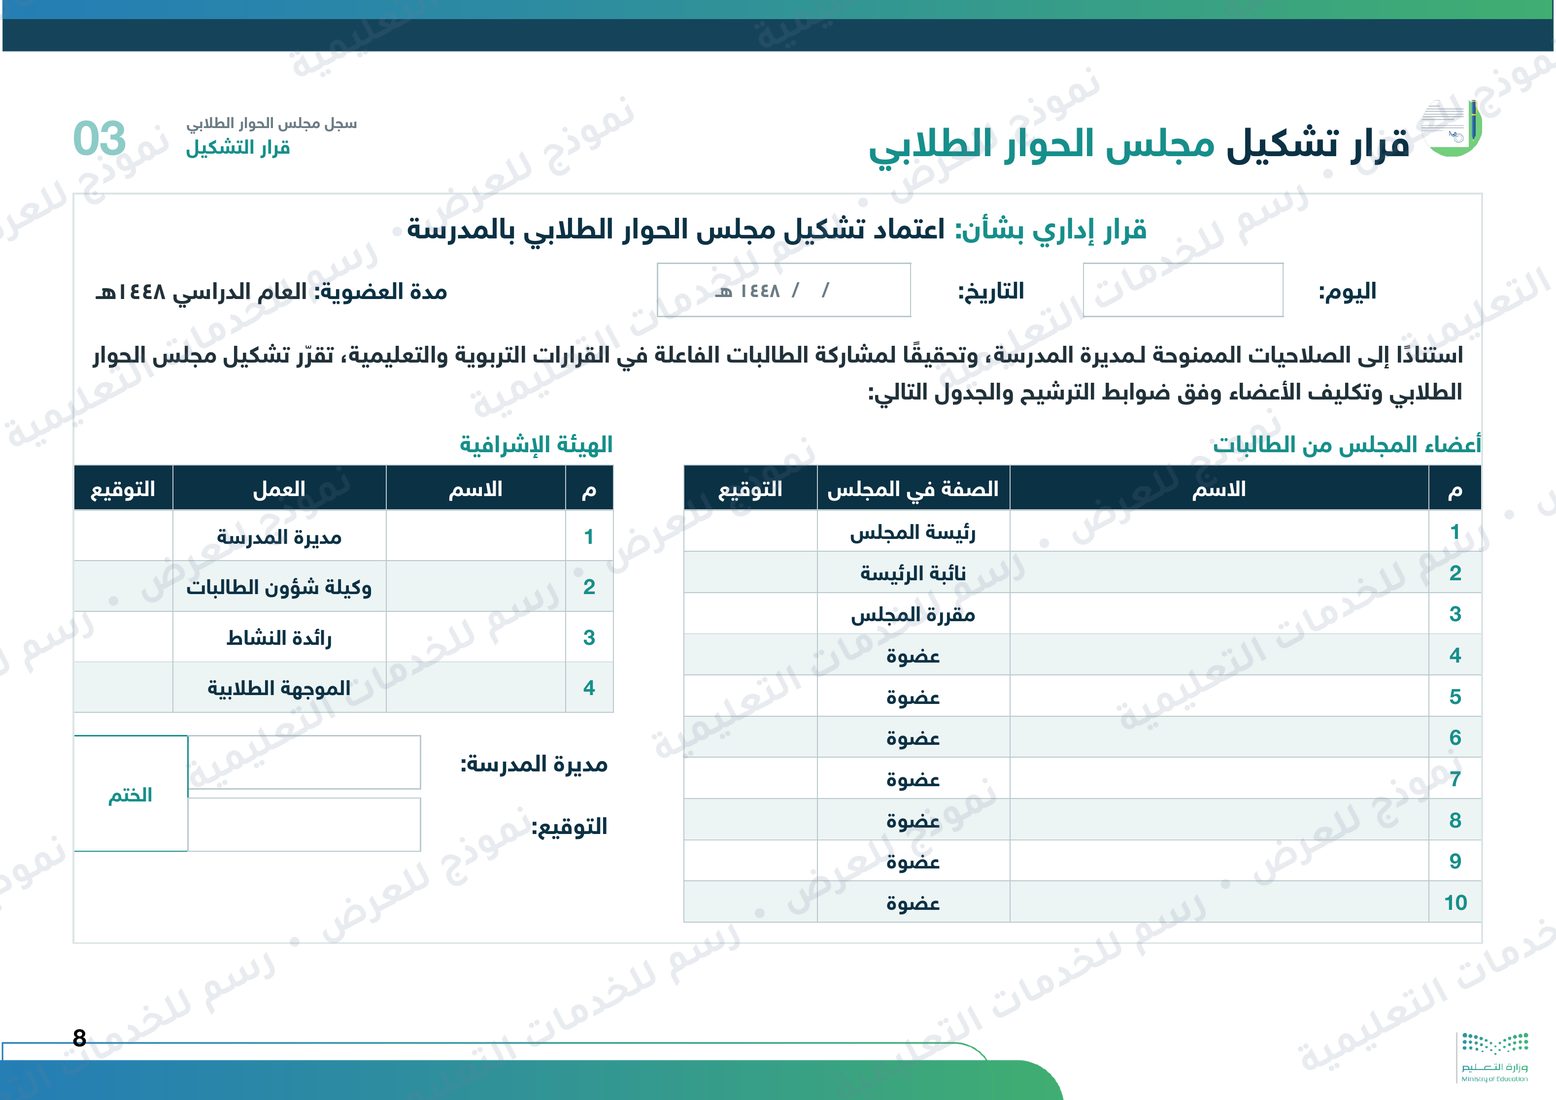 قرار تشكيل مجلس الحوار الطلابي
سجل مجلس الحوار الطلابي
قرار التشكيل
03
قرار إداري بشأن: اعتماد تشكيل مجلس الحوار الطلابي بالمدرسة
اليوم:
التاريخ: / / ١٤٤٨ هـ
مدة العضوية: العام الدراسي ١٤٤٨هـ
استنادًا إلى الصلاحيات الممنوحة لمديرة المدرسة، وتحقيقًا لمشاركة الطالبات الفاعلة في القرارات التربوية والتعليمية، تقرّر تشكيل مجلس الحوار
الطلابي وتكليف الأعضاء وفق ضوابط الترشيح والجدول التالي:
أعضاء المجلس من الطالبات
م الاسم الصفة في المجلس التوقيع
1 رئيسة المجلس
2 نائبة الرئيسة
3 مقررة المجلس
4 عضوة
5 عضوة
6 عضوة
7 عضوة
8 عضوة
9 عضوة
10 عضوة
الهيئة الإشرافية
م الاسم العمل التوقيع
1 مديرة المدرسة
2 وكيلة شؤون الطالبات
3 رائدة النشاط
4 الموجهة الطلابية
مديرة المدرسة:
التوقيع:
الختم
8
وزارة التعليم
Ministry of Education
نموذج للعرض • رسم للخدمات التعليمية